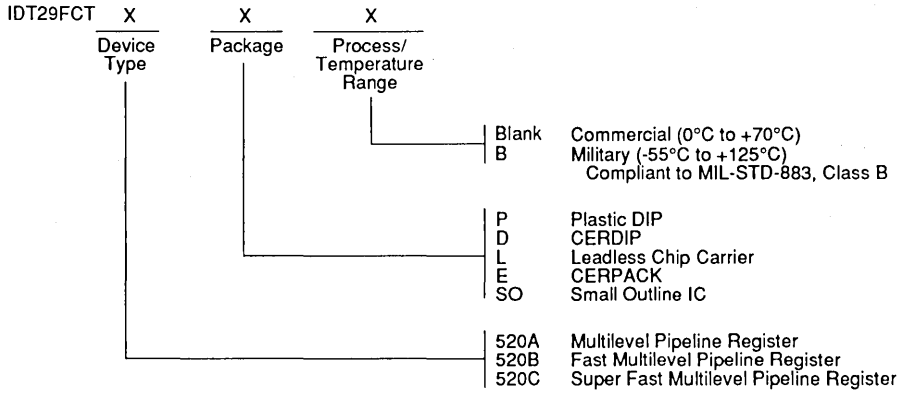 IDT29FCT X X X
Device Type Package Process/ Temperature Range
Blank Commercial (0°C to +70°C)
B Military (-55°C to +125°C)
Compliant to MIL-STD-883, Class B
P Plastic DIP
D CERDIP
L Leadless Chip Carrier
E CERPACK
SO Small Outline IC
520A Multilevel Pipeline Register
520B Fast Multilevel Pipeline Register
520C Super Fast Multilevel Pipeline Register